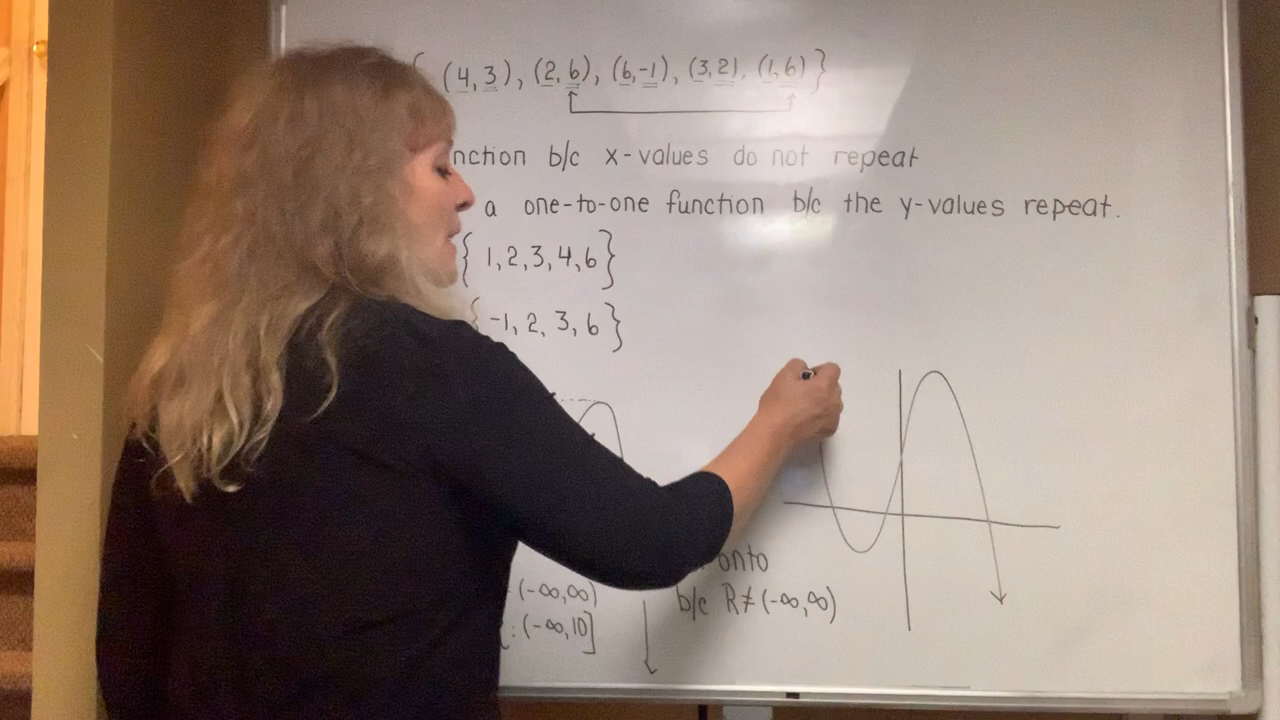 { (4, 3), (2, 6), (6, -1), (3, 2), (1, 6) }
nction b/c x-values do not repeat
a one-to-one function b/c the y-values repeat.
{ 1, 2, 3, 4, 6 }
{ -1, 2, 3, 6 }
onto
(-∞, ∞)
b/c R ≠ (-∞, ∞)
: (-∞, 10]